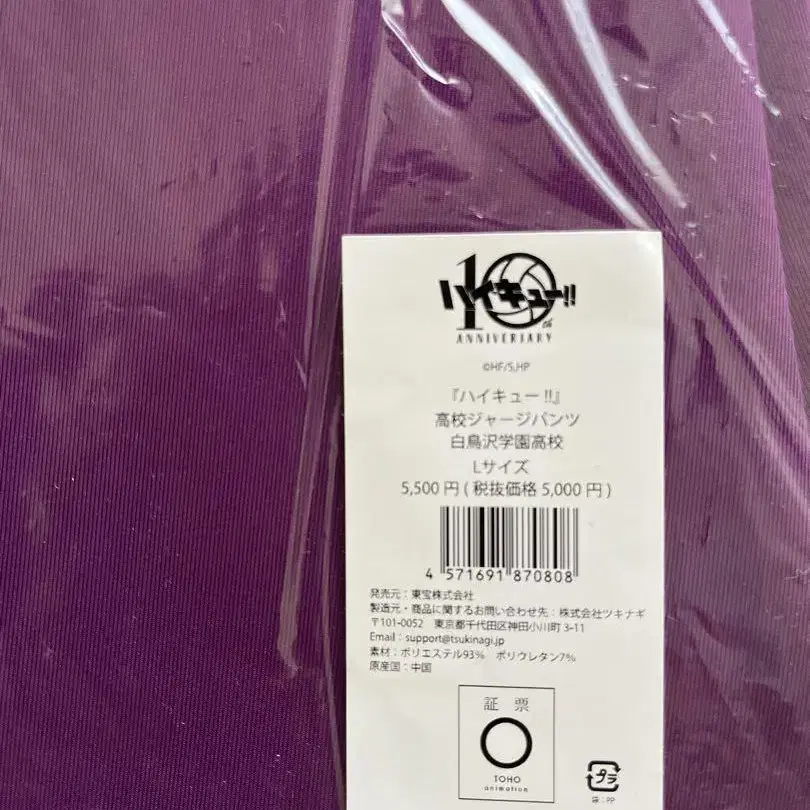 10th
ハイキュー!!
ANNIVERSARY
©HF/S,HP
『ハイキュー!!』
高校ジャージパンツ
白鳥沢学園高校
Lサイズ
5,500 円 ( 税抜価格 5,000 円 )
4 571691 870808
発売元：東宝株式会社
製造元・商品に関するお問い合わせ先：株式会社ツキナギ
〒101-0052 東京都千代田区神田小川町 3-11
Email：support@tsukinagi.jp
素材：ポリエステル93% ポリウレタン7%
原産国：中国
証 票
TOHO
animation
プラ
袋：PP